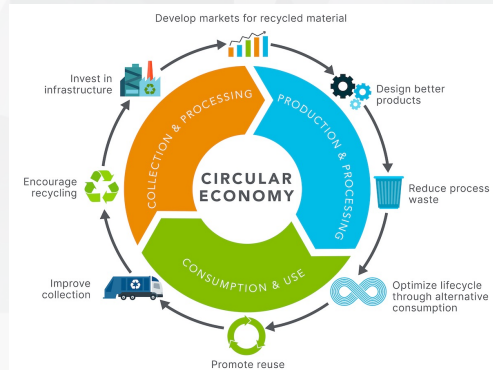 Develop markets for recycled material
Design better
products
Reduce process
waste
Optimize lifecycle
through alternative
consumption
Promote reuse
Improve
collection
Encourage
recycling
Invest in
infrastructure
COLLECTION & PROCESSING
PRODUCTION & PROCESSING
CONSUMPTION & USE
CIRCULAR
ECONOMY